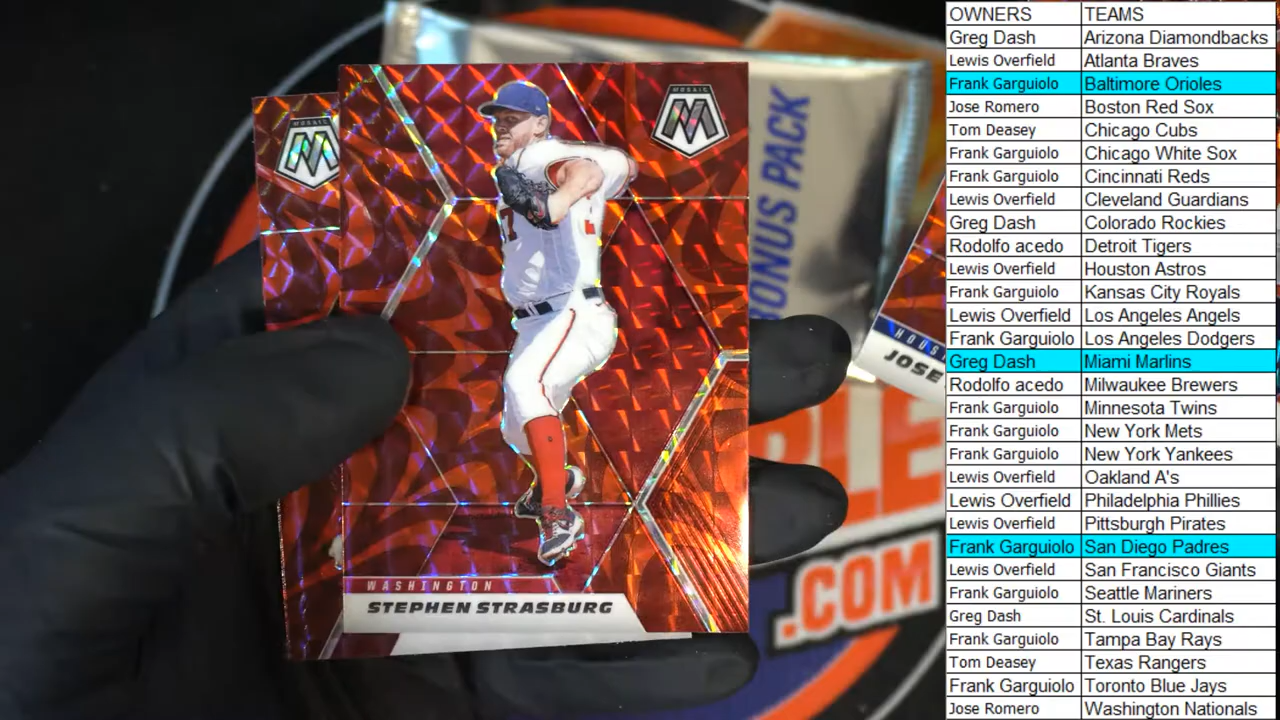 MOSAIC
MOSAIC
WASHINGTON
STEPHEN STRASBURG
BONUS PACK
HOUS
JOSE
PLE
.COM
OWNERS TEAMS
Greg Dash Arizona Diamondbacks
Lewis Overfield Atlanta Braves
Frank Garguiolo Baltimore Orioles
Jose Romero Boston Red Sox
Tom Deasey Chicago Cubs
Frank Garguiolo Chicago White Sox
Frank Garguiolo Cincinnati Reds
Lewis Overfield Cleveland Guardians
Greg Dash Colorado Rockies
Rodolfo acedo Detroit Tigers
Lewis Overfield Houston Astros
Frank Garguiolo Kansas City Royals
Lewis Overfield Los Angeles Angels
Frank Garguiolo Los Angeles Dodgers
Greg Dash Miami Marlins
Rodolfo acedo Milwaukee Brewers
Frank Garguiolo Minnesota Twins
Frank Garguiolo New York Mets
Frank Garguiolo New York Yankees
Lewis Overfield Oakland A's
Lewis Overfield Philadelphia Phillies
Lewis Overfield Pittsburgh Pirates
Frank Garguiolo San Diego Padres
Lewis Overfield San Francisco Giants
Frank Garguiolo Seattle Mariners
Greg Dash St. Louis Cardinals
Frank Garguiolo Tampa Bay Rays
Tom Deasey Texas Rangers
Frank Garguiolo Toronto Blue Jays
Jose Romero Washington Nationals